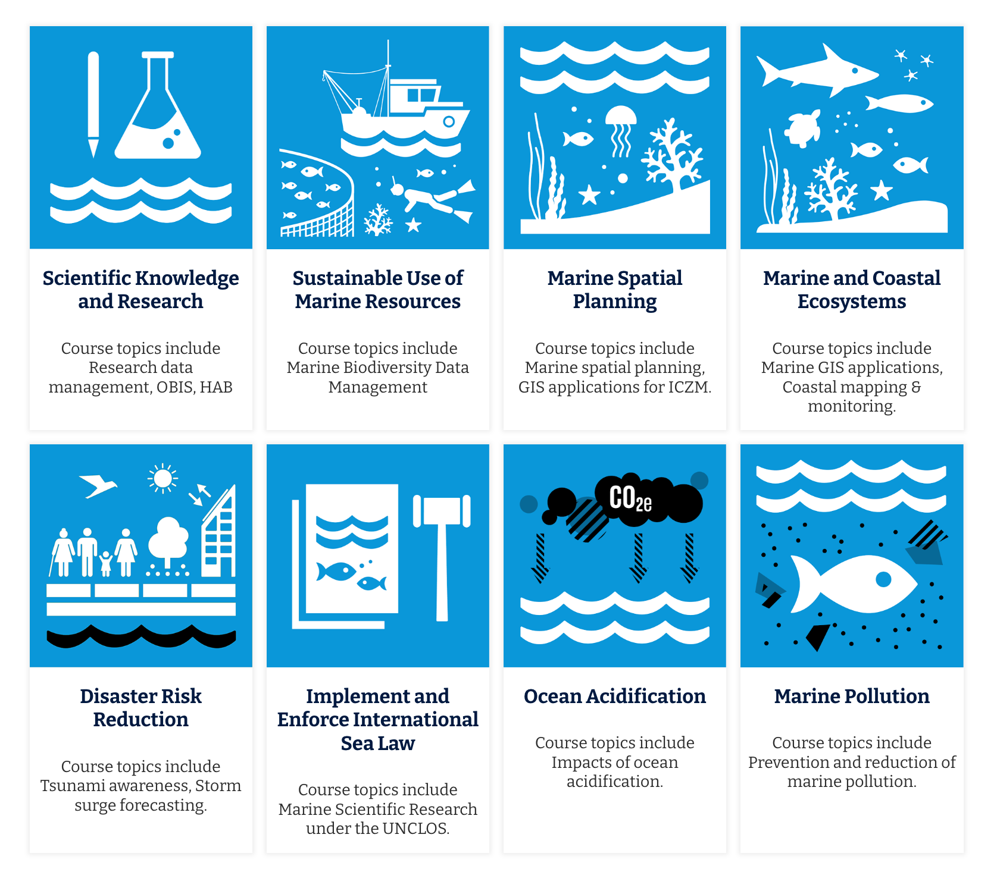 Scientific Knowledge
and Research
Course topics include
Research data
management, OBIS, HAB
Sustainable Use of
Marine Resources
Course topics include
Marine Biodiversity Data
Management
Marine Spatial
Planning
Course topics include
Marine spatial planning,
GIS applications for ICZM.
Marine and Coastal
Ecosystems
Course topics include
Marine GIS applications,
Coastal mapping &
monitoring.
Disaster Risk
Reduction
Course topics include
Tsunami awareness, Storm
surge forecasting.
Implement and
Enforce International
Sea Law
Course topics include
Marine Scientific Research
under the UNCLOS.
CO2e
Ocean Acidification
Course topics include
Impacts of ocean
acidification.
Marine Pollution
Course topics include
Prevention and reduction of
marine pollution.